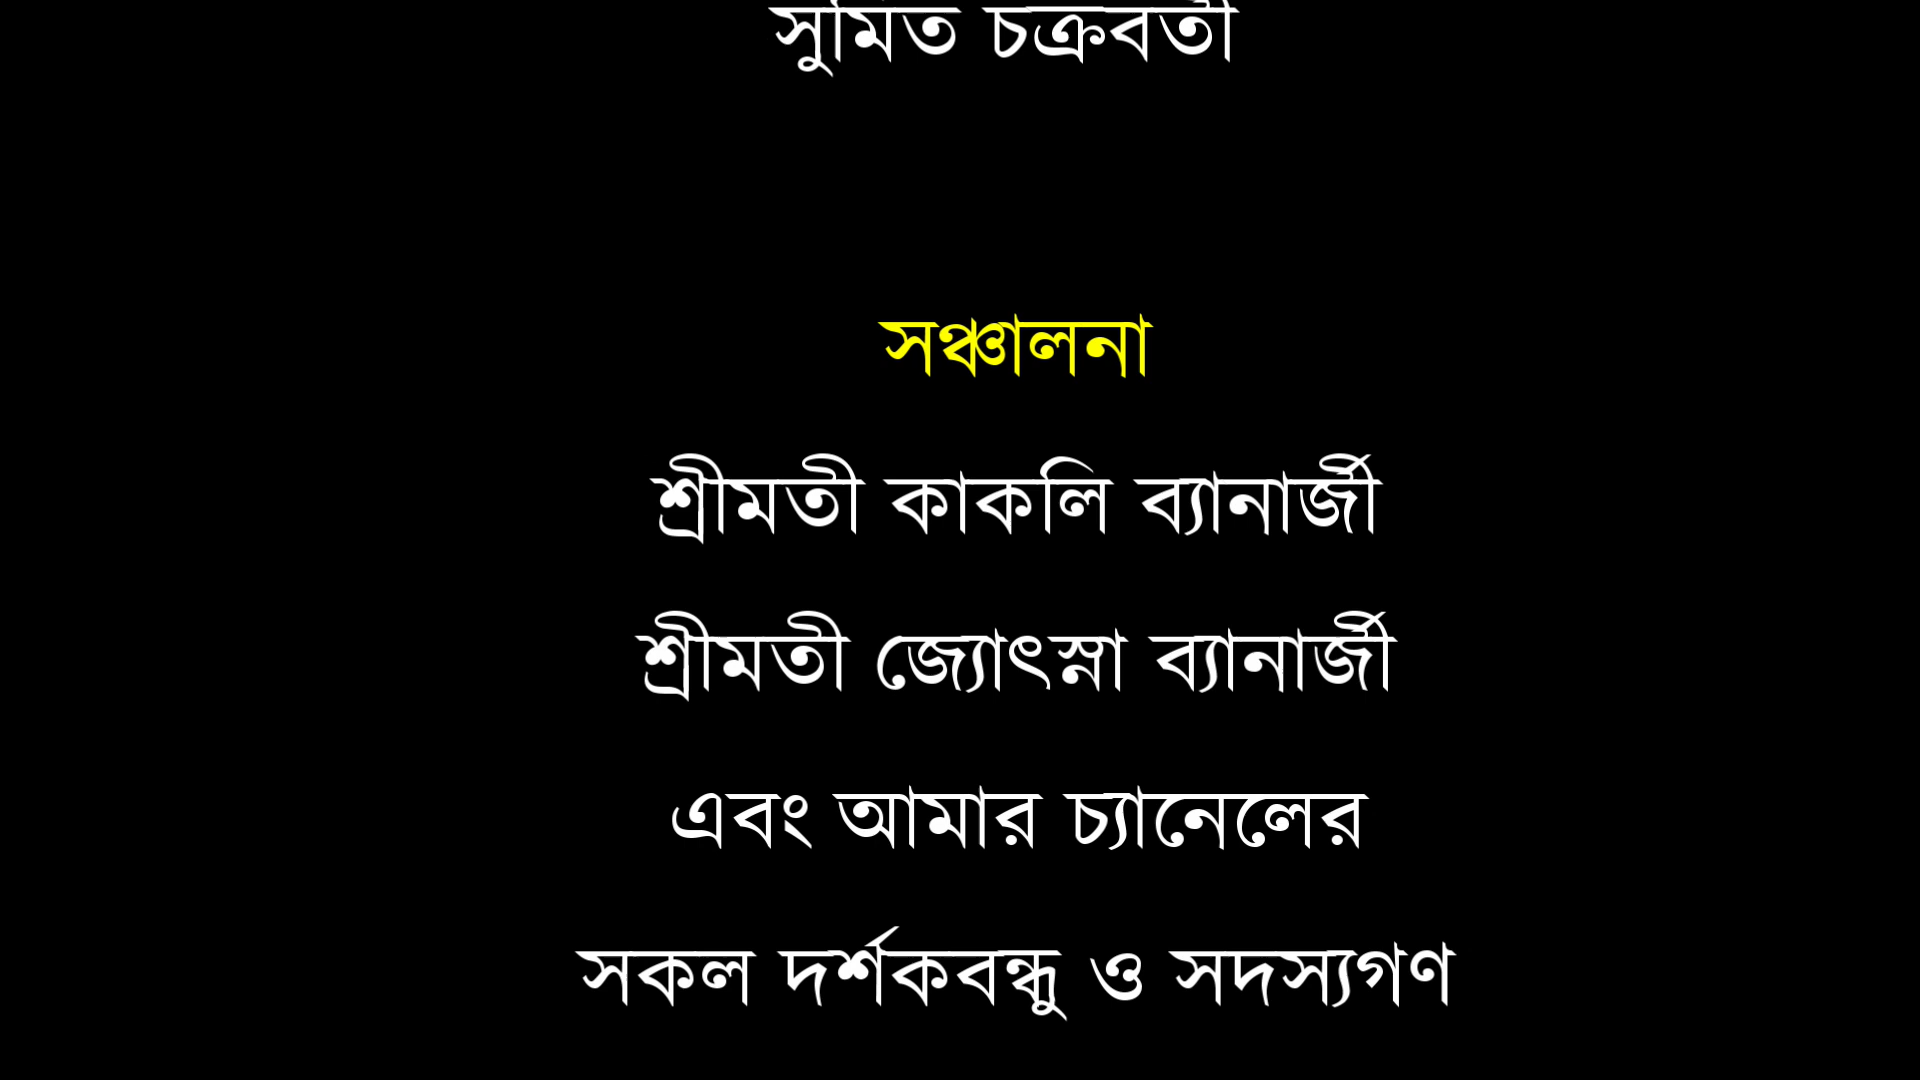 সুমিত চক্রবর্তী
সঞ্চালনা
শ্রীমতী কাকলি ব্যানার্জী
শ্রীমতী জ্যোৎস্না ব্যানার্জী
এবং আমার চ্যানেলের
সকল দর্শকবন্ধু ও সদস্যগণ